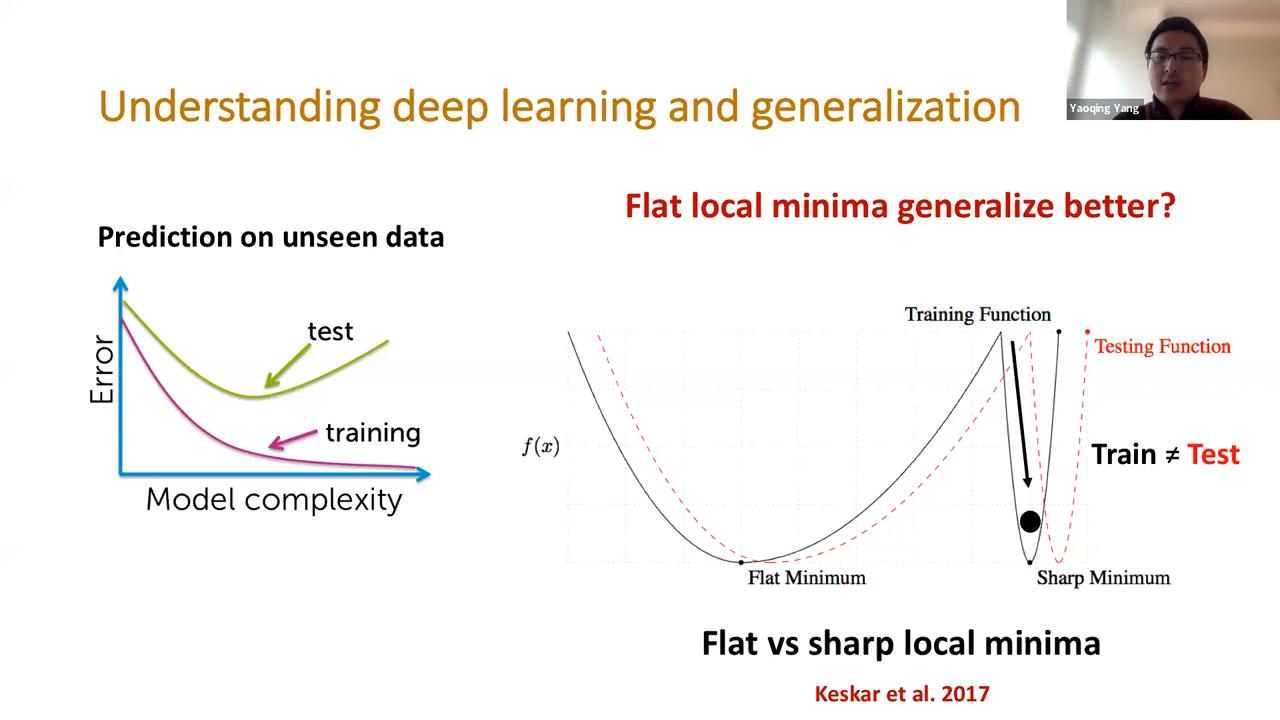 Yaoqing Yang
Understanding deep learning and generalization
Prediction on unseen data
Error
test
training
Model complexity
Flat local minima generalize better?
Training Function
Testing Function
f(x)
Train ≠ Test
Flat Minimum
Sharp Minimum
Flat vs sharp local minima
Keskar et al. 2017